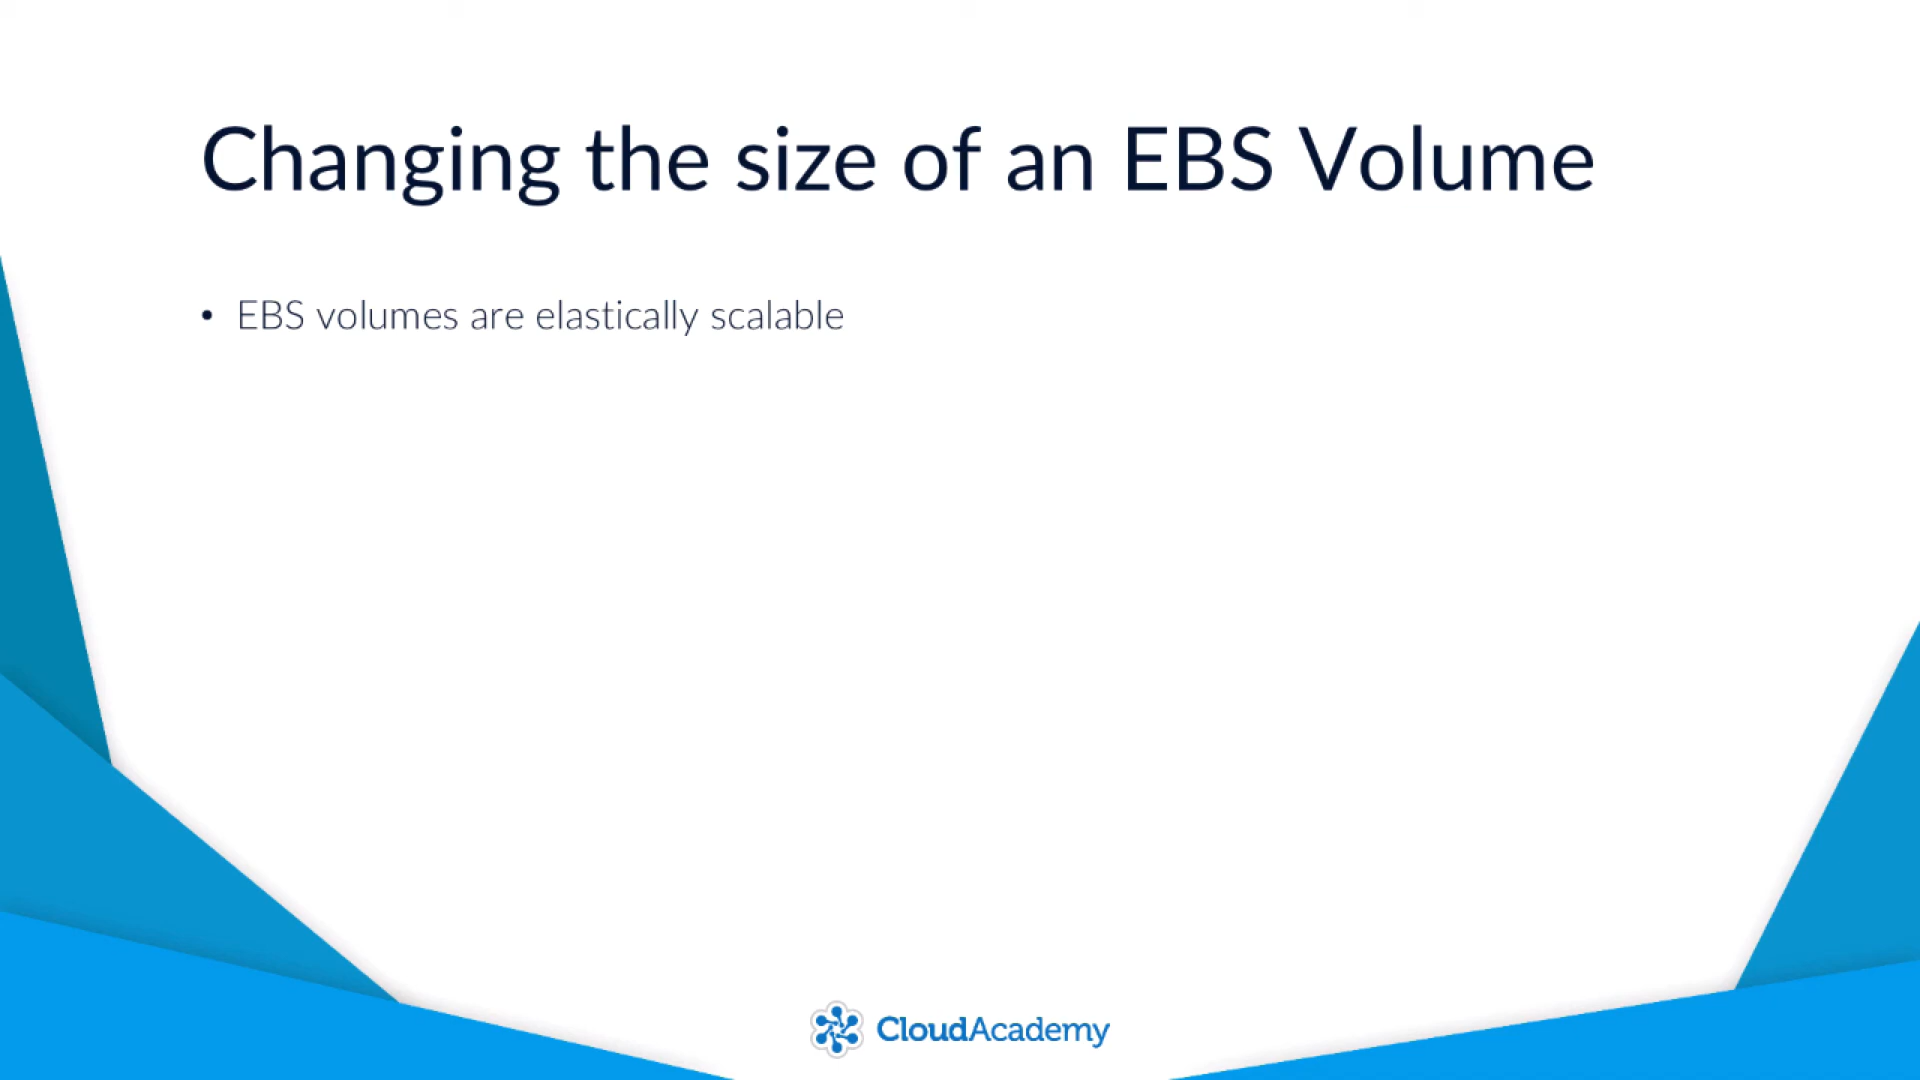 Changing the size of an EBS Volume
• EBS volumes are elastically scalable
CloudAcademy